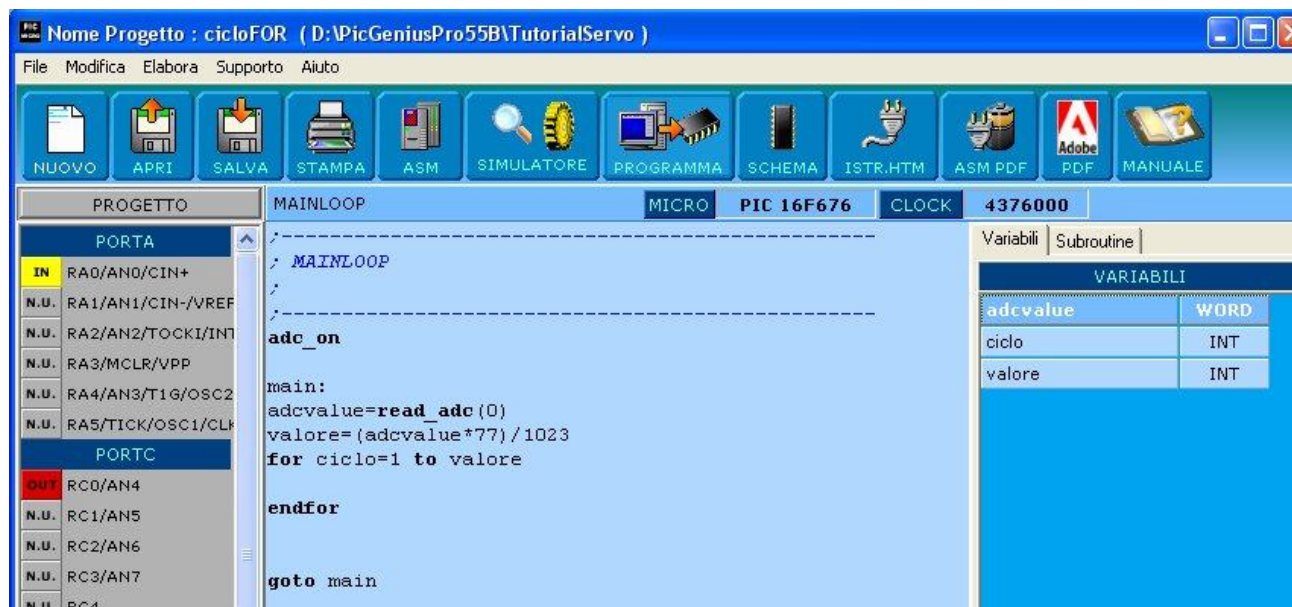 PIC MICRO Nome Progetto : cicloFOR ( D:\PicGeniusPro55B\TutorialServo )
File Modifica Elabora Supporto Aiuto
NUOVO APRI SALVA STAMPA ASM SIMULATORE PROGRAMMA SCHEMA ISTR.HTM ASM PDF Adobe PDF MANUALE
PROGETTO MAINLOOP MICRO PIC 16F676 CLOCK 4376000
PORTA
IN RA0/AN0/CIN+
N.U. RA1/AN1/CIN-/VREF
N.U. RA2/AN2/TOCKI/INT
N.U. RA3/MCLR/VPP
N.U. RA4/AN3/T1G/OSC2
N.U. RA5/TICK/OSC1/CLK
PORTC
OUT RC0/AN4
N.U. RC1/AN5
N.U. RC2/AN6
N.U. RC3/AN7
N.U. RC4
;--------------------------------------------------
; MAINLOOP
;
;--------------------------------------------------
adc_on
main:
adcvalue=read_adc(0)
valore=(adcvalue*77)/1023
for ciclo=1 to valore
endfor
goto main
Variabili Subroutine
VARIABILI
adcvalue WORD
ciclo INT
valore INT